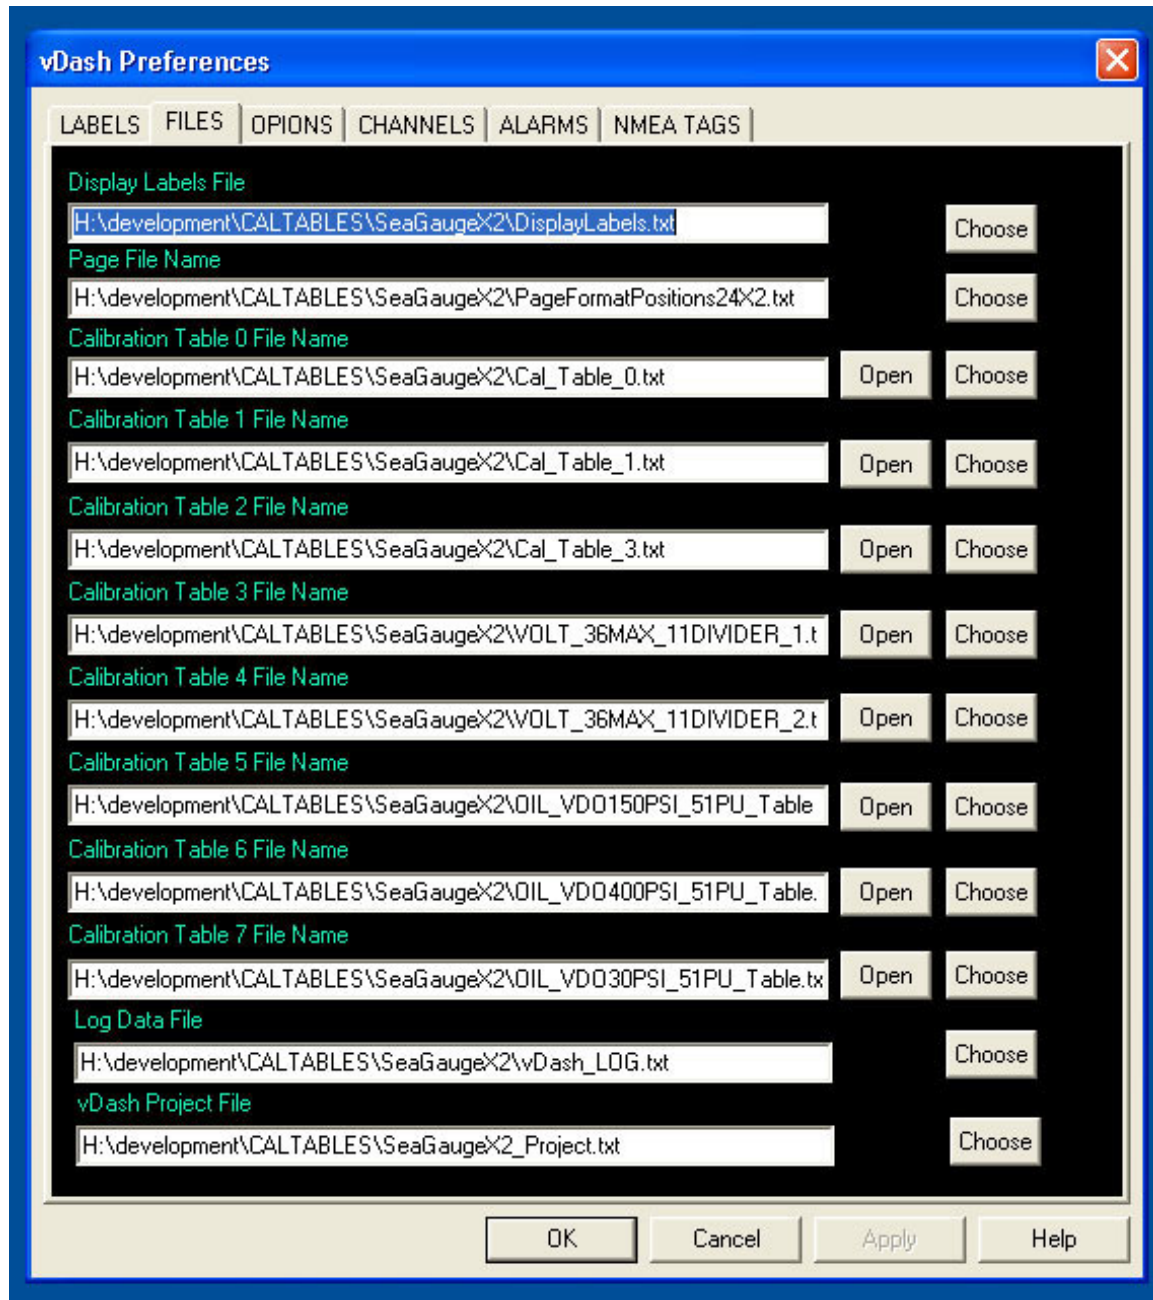 vDash Preferences
LABELS FILES OPIONS CHANNELS ALARMS NMEA TAGS
Display Labels File
H:\development\CALTABLES\SeaGaugeX2\DisplayLabels.txt Choose
Page File Name
H:\development\CALTABLES\SeaGaugeX2\PageFormatPositions24X2.txt Choose
Calibration Table 0 File Name
H:\development\CALTABLES\SeaGaugeX2\Cal_Table_0.txt Open Choose
Calibration Table 1 File Name
H:\development\CALTABLES\SeaGaugeX2\Cal_Table_1.txt Open Choose
Calibration Table 2 File Name
H:\development\CALTABLES\SeaGaugeX2\Cal_Table_3.txt Open Choose
Calibration Table 3 File Name
H:\development\CALTABLES\SeaGaugeX2\VOLT_36MAX_11DIVIDER_1.t Open Choose
Calibration Table 4 File Name
H:\development\CALTABLES\SeaGaugeX2\VOLT_36MAX_11DIVIDER_2.t Open Choose
Calibration Table 5 File Name
H:\development\CALTABLES\SeaGaugeX2\OIL_VDO150PSI_51PU_Table Open Choose
Calibration Table 6 File Name
H:\development\CALTABLES\SeaGaugeX2\OIL_VDO400PSI_51PU_Table. Open Choose
Calibration Table 7 File Name
H:\development\CALTABLES\SeaGaugeX2\OIL_VDO30PSI_51PU_Table.tx Open Choose
Log Data File
H:\development\CALTABLES\SeaGaugeX2\vDash_LOG.txt Choose
vDash Project File
H:\development\CALTABLES\SeaGaugeX2_Project.txt Choose
OK Cancel Apply Help